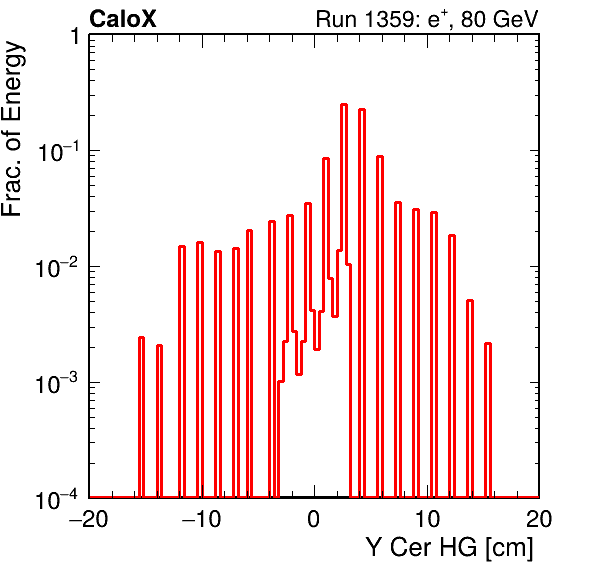 CaloX
Run 1359: e⁺, 80 GeV
Frac. of Energy
1
10⁻¹
10⁻²
10⁻³
10⁻⁴
−20 −10 0 10 20
Y Cer HG [cm]